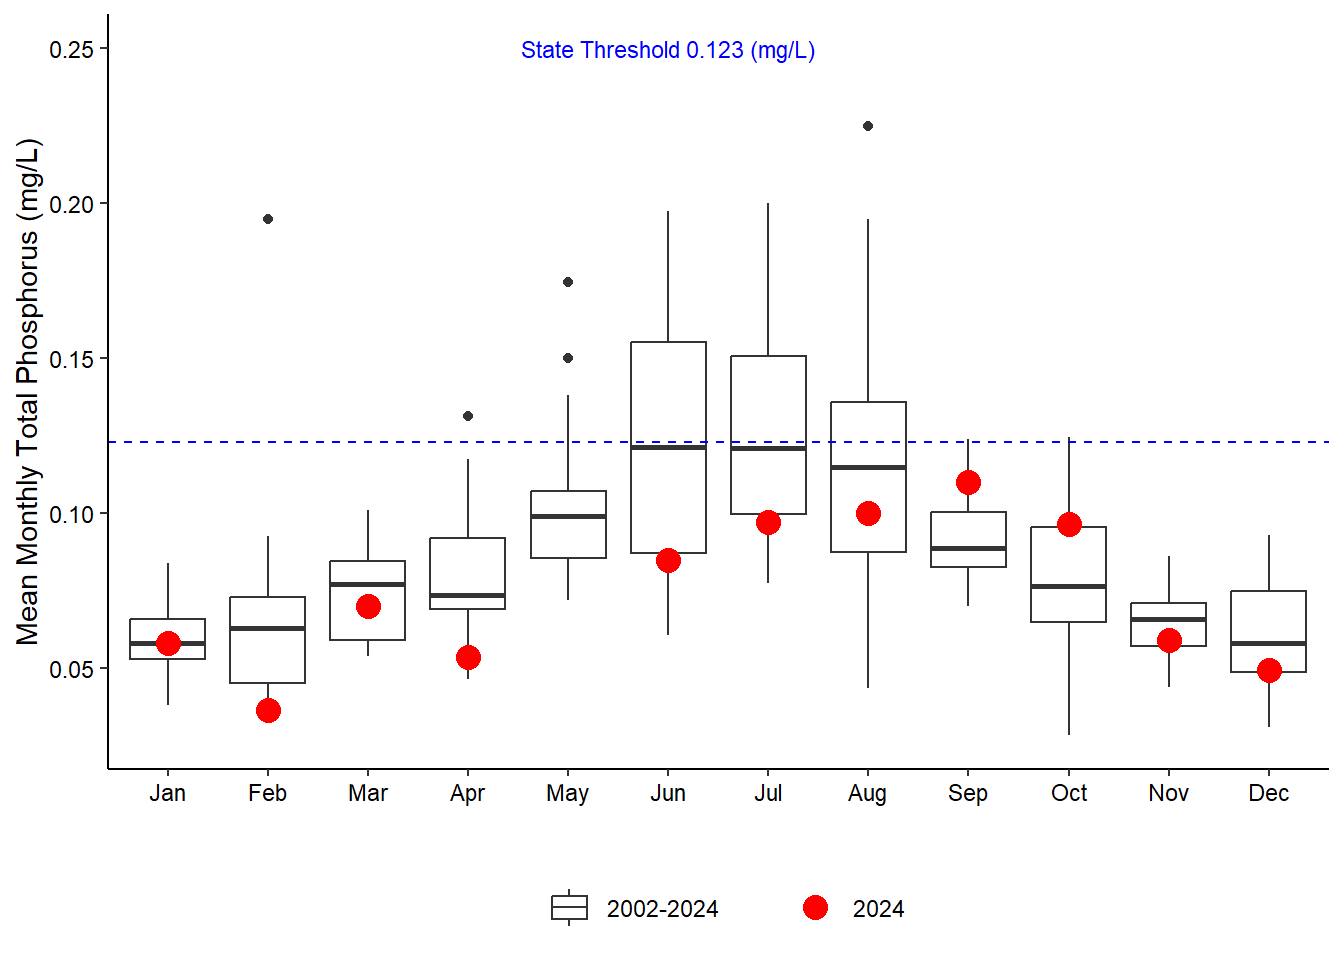 State Threshold 0.123 (mg/L)
Mean Monthly Total Phosphorus (mg/L)
0.25
0.20
0.15
0.10
0.05
Jan Feb Mar Apr May Jun Jul Aug Sep Oct Nov Dec
2002-2024 2024